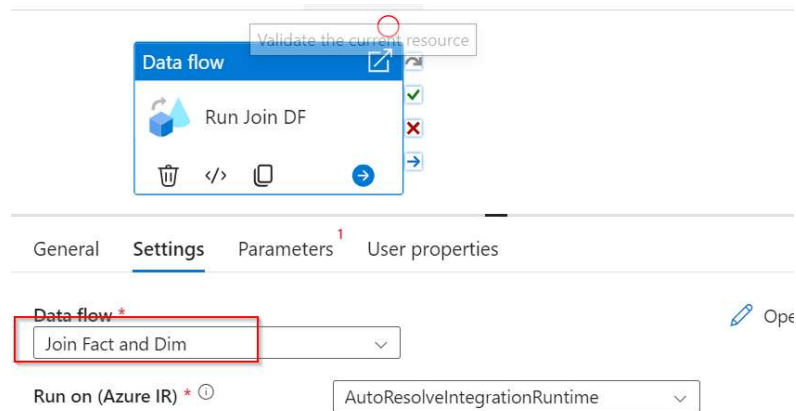 Validate the current resource
Data flow
Run Join DF
General Settings Parameters 1 User properties
Data flow *
Join Fact and Dim
Ope
Run on (Azure IR) * AutoResolveIntegrationRuntime